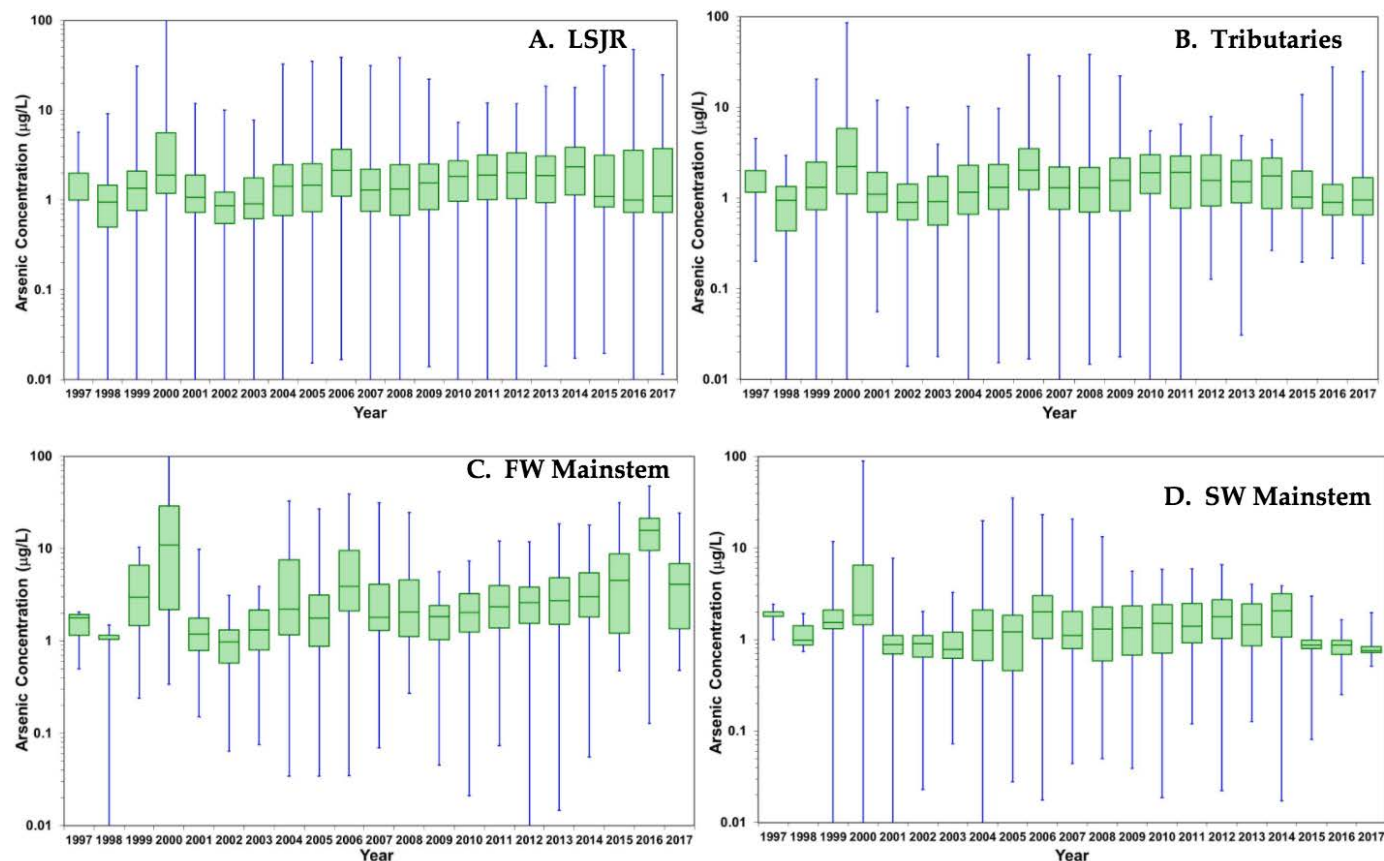 A. LSJR
Arsenic Concentration (µg/L)
100
10
1
0.1
0.01
1997 1998 1999 2000 2001 2002 2003 2004 2005 2006 2007 2008 2009 2010 2011 2012 2013 2014 2015 2016 2017
Year
B. Tributaries
Arsenic Concentration (µg/L)
100
10
1
0.1
0.01
1997 1998 1999 2000 2001 2002 2003 2004 2005 2006 2007 2008 2009 2010 2011 2012 2013 2014 2015 2016 2017
Year
C. FW Mainstem
Arsenic Concentration (µg/L)
100
10
1
0.1
0.01
1997 1998 1999 2000 2001 2002 2003 2004 2005 2006 2007 2008 2009 2010 2011 2012 2013 2014 2015 2016 2017
Year
D. SW Mainstem
Arsenic Concentration (µg/L)
100
10
1
0.1
0.01
1997 1998 1999 2000 2001 2002 2003 2004 2005 2006 2007 2008 2009 2010 2011 2012 2013 2014 2015 2016 2017
Year